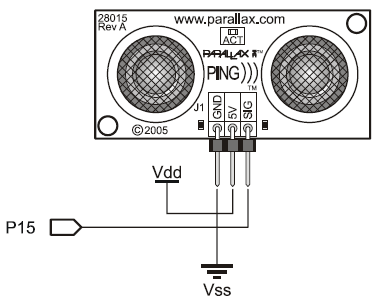 28015
Rev A
www.parallax.com
ACT
PARALLAX
PING)))
TM
J1
GND
5V
SIG
©2005
Vdd
P15
Vss